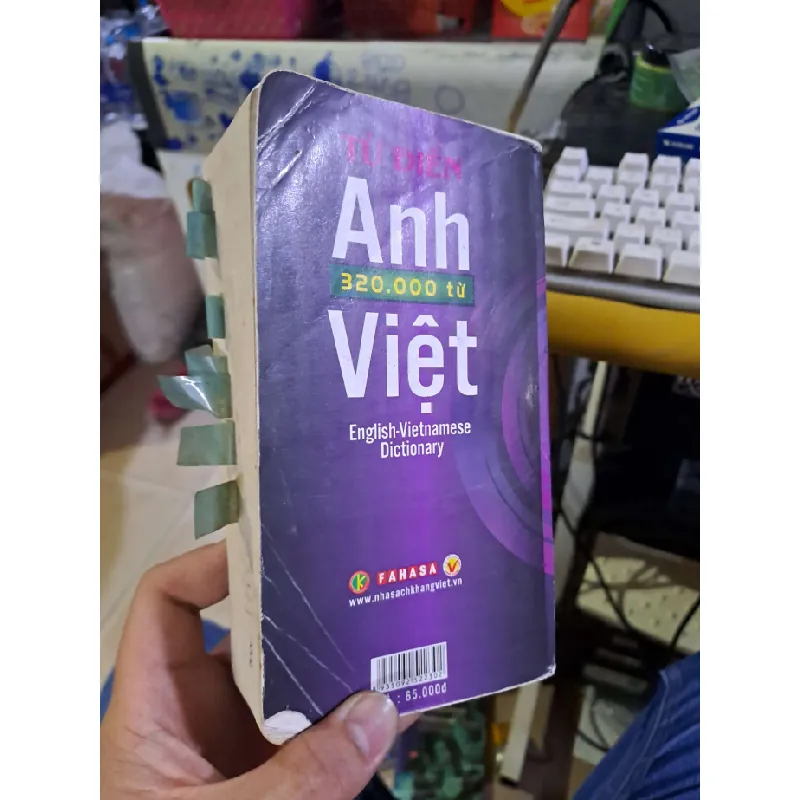 TỪ ĐIỂN
Anh
320.000 từ
Việt
English-Vietnamese
Dictionary
FAHASA
www.nhasachkhangviet.vn
: 65.000đ